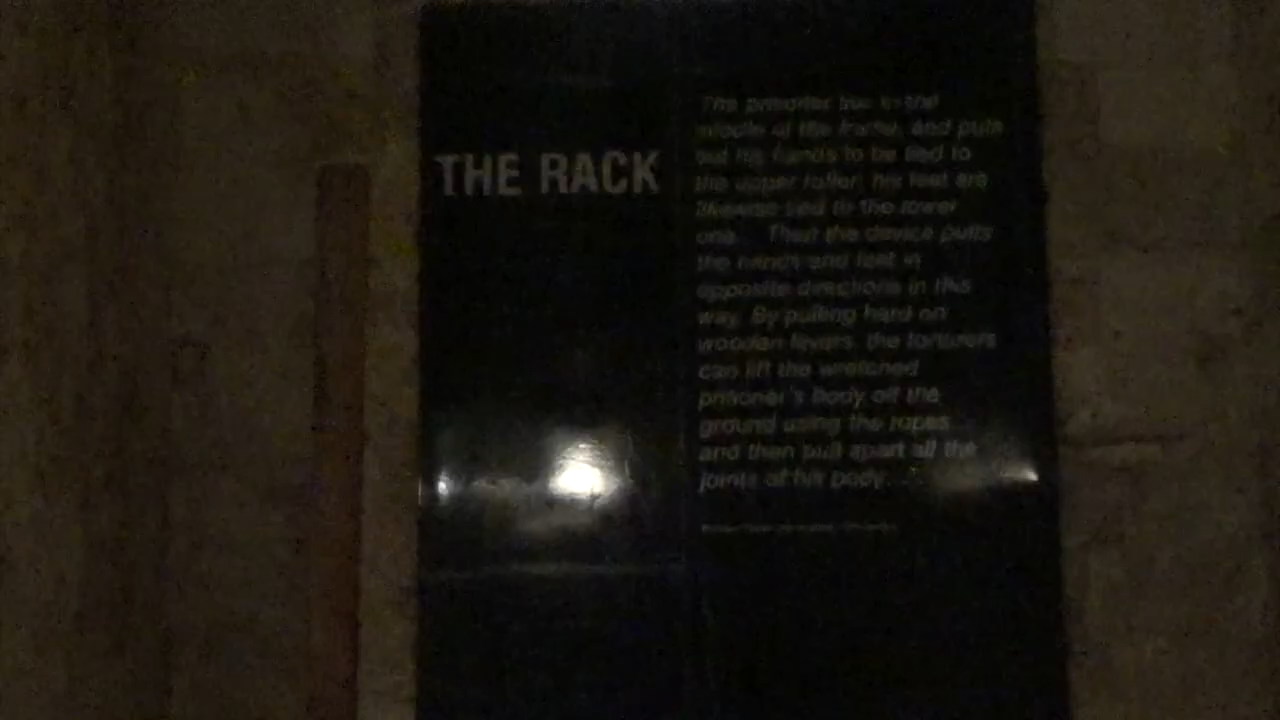 THE RACK
The prisoner lies in the
middle of the frame, and puts
out his hands to be tied to
the upper roller; his feet are
likewise tied to the lower
one. Then the device pulls
the hands and feet in
opposite directions in this
way. By pulling hard on
wooden levers, the torturers
can lift the wretched
prisoner's body off the
ground using the ropes
and then pull apart all the
joints of his body...